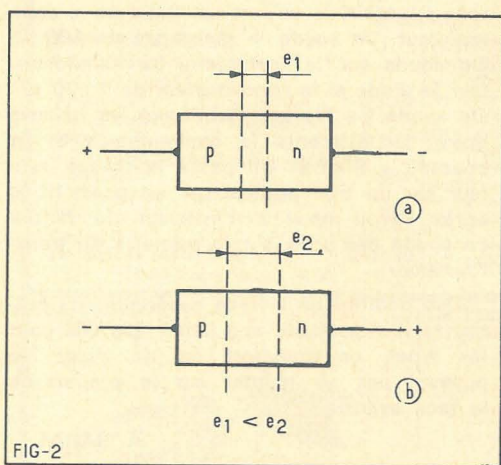 e₁
+ p n −
a
e₂
− p n +
b
e₁ < e₂
FIG-2